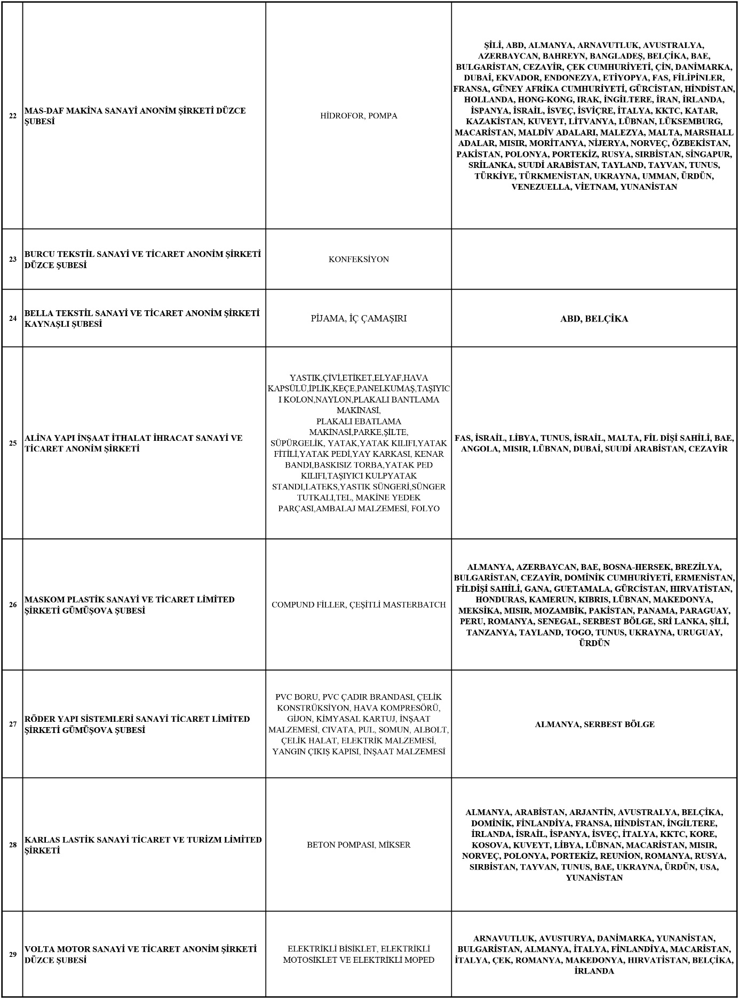 22
MAS-DAF MAKİNA SANAYİ ANONİM ŞİRKETİ DÜZCE
ŞUBESİ
HİDROFOR, POMPA
ŞİLİ, ABD, ALMANYA, ARNAVUTLUK, AVUSTRALYA,
AZERBAYCAN, BAHREYN, BANGLADEŞ, BELÇİKA, BAE,
BULGARİSTAN, CEZAYİR, ÇEK CUMHURİYETİ, ÇİN, DANİMARKA,
DUBAİ, EKVADOR, ENDONEZYA, ETİYOPYA, FAS, FİLİPİNLER,
FRANSA, GÜNEY AFRİKA CUMHURİYETİ, GÜRCİSTAN, HİNDİSTAN,
HOLLANDA, HONG-KONG, IRAK, İNGİLTERE, İRAN, İRLANDA,
İSPANYA, İSRAİL, İSVEÇ, İSVİÇRE, İTALYA, KKTC, KATAR,
KAZAKİSTAN, KUVEYT, LİTVANYA, LÜBNAN, LÜKSEMBURG,
MACARİSTAN, MALDİV ADALARI, MALEZYA, MALTA, MARSHALL
ADALAR, MISIR, MORİTANYA, NİJERYA, NORVEÇ, ÖZBEKİSTAN,
PAKİSTAN, POLONYA, PORTEKİZ, RUSYA, SIRBİSTAN, SİNGAPUR,
SRİLANKA, SUUDİ ARABİSTAN, TAYLAND, TAYVAN, TUNUS,
TÜRKİYE, TÜRKMENİSTAN, UKRAYNA, UMMAN, ÜRDÜN,
VENEZUELLA, VİETNAM, YUNANİSTAN
23
BURCU TEKSTİL SANAYİ VE TİCARET ANONİM ŞİRKETİ
DÜZCE ŞUBESİ
KONFEKSİYON
24
BELLA TEKSTİL SANAYİ VE TİCARET ANONİM ŞİRKETİ
KAYNAŞLI ŞUBESİ
PİJAMA, İÇ ÇAMAŞIRI
ABD, BELÇİKA
25
ALİNA YAPI İNŞAAT İTHALAT İHRACAT SANAYİ VE
TİCARET ANONİM ŞİRKETİ
YASTIK,ÇİVİ,ETİKET,ELYAF,HAVA
KAPSÜLÜ,İPLİK,KEÇE,PANELKUMAŞ,TAŞIYIC
I KOLON,NAYLON,PLAKALI BANTLAMA
MAKİNASİ,
PLAKALI EBATLAMA
MAKİNASİ,PARKE,ŞİLTE,
SÜPÜRGELİK, YATAK,YATAK KILIFI,YATAK
FİTİLİ,YATAK PEDİ,YAY KARKASI, KENAR
BANDI,BASKISIZ TORBA,YATAK PED
KILIFI,TAŞIYICI KULPYATAK
STANDI,LATEKS,YASTIK SÜNGERİ,SÜNGER
TUTKALI,TEL, MAKİNE YEDEK
PARÇASI,AMBALAJ MALZEMESİ, FOLYO
FAS, İSRAİL, LİBYA, TUNUS, İSRAİL, MALTA, FİL DİŞİ SAHİLİ, BAE,
ANGOLA, MISIR, LÜBNAN, DUBAİ, SUUDİ ARABİSTAN, CEZAYİR
26
MASKOM PLASTİK SANAYİ VE TİCARET LİMİTED
ŞİRKETİ GÜMÜŞOVA ŞUBESİ
COMPUND FİLLER, ÇEŞİTLİ MASTERBATCH
ALMANYA, AZERBAYCAN, BAE, BOSNA-HERSEK, BREZİLYA,
BULGARİSTAN, CEZAYİR, DOMİNİK CUMHURİYETİ, ERMENİSTAN,
FİLDİŞİ SAHİLİ, GANA, GUETAMALA, GÜRCİSTAN, HIRVATİSTAN,
HONDURAS, KAMERUN, KIBRIS, LÜBNAN, MAKEDONYA,
MEKSİKA, MISIR, MOZAMBİK, PAKİSTAN, PANAMA, PARAGUAY,
PERU, ROMANYA, SENEGAL, SERBEST BÖLGE, SRİ LANKA, ŞİLİ,
TANZANYA, TAYLAND, TOGO, TUNUS, UKRAYNA, URUGUAY,
ÜRDÜN
27
RÖDER YAPI SİSTEMLERİ SANAYİ TİCARET LİMİTED
ŞİRKETİ GÜMÜŞOVA ŞUBESİ
PVC BORU, PVC ÇADIR BRANDASI, ÇELİK
KONSTRÜKSİYON, HAVA KOMPRESÖRÜ,
GİJON, KİMYASAL KARTUJ, İNŞAAT
MALZEMESİ, CIVATA, PUL, SOMUN, ALBOLT,
ÇELİK HALAT, ELEKTRİK MALZEMESİ,
YANGIN ÇIKIŞ KAPISI, İNŞAAT MALZEMESİ
ALMANYA, SERBEST BÖLGE
28
KARLAS LASTİK SANAYİ TİCARET VE TURİZM LİMİTED
ŞİRKETİ
BETON POMPASI, MİKSER
ALMANYA, ARABİSTAN, ARJANTİN, AVUSTRALYA, BELÇİKA,
DOMİNİK, FİNLANDİYA, FRANSA, HİNDİSTAN, İNGİLTERE,
İRLANDA, İSRAİL, İSPANYA, İSVEÇ, İTALYA, KKTC, KORE,
KOSOVA, KUVEYT, LİBYA, LÜBNAN, MACARİSTAN, MISIR,
NORVEÇ, POLONYA, PORTEKİZ, REUNİON, ROMANYA, RUSYA,
SIRBİSTAN, TAYVAN, TUNUS, BAE, UKRAYNA, ÜRDÜN, USA,
YUNANİSTAN
29
VOLTA MOTOR SANAYİ VE TİCARET ANONİM ŞİRKETİ
DÜZCE ŞUBESİ
ELEKTRİKLİ BİSİKLET, ELEKTRİKLİ
MOTOSİKLET VE ELEKTRİKLİ MOPED
ARNAVUTLUK, AVUSTURYA, DANİMARKA, YUNANİSTAN,
BULGARİSTAN, ALMANYA, İTALYA, FİNLANDİYA, MACARİSTAN,
İTALYA, ÇEK, ROMANYA, MAKEDONYA, HIRVATİSTAN, BELÇİKA,
İRLANDA